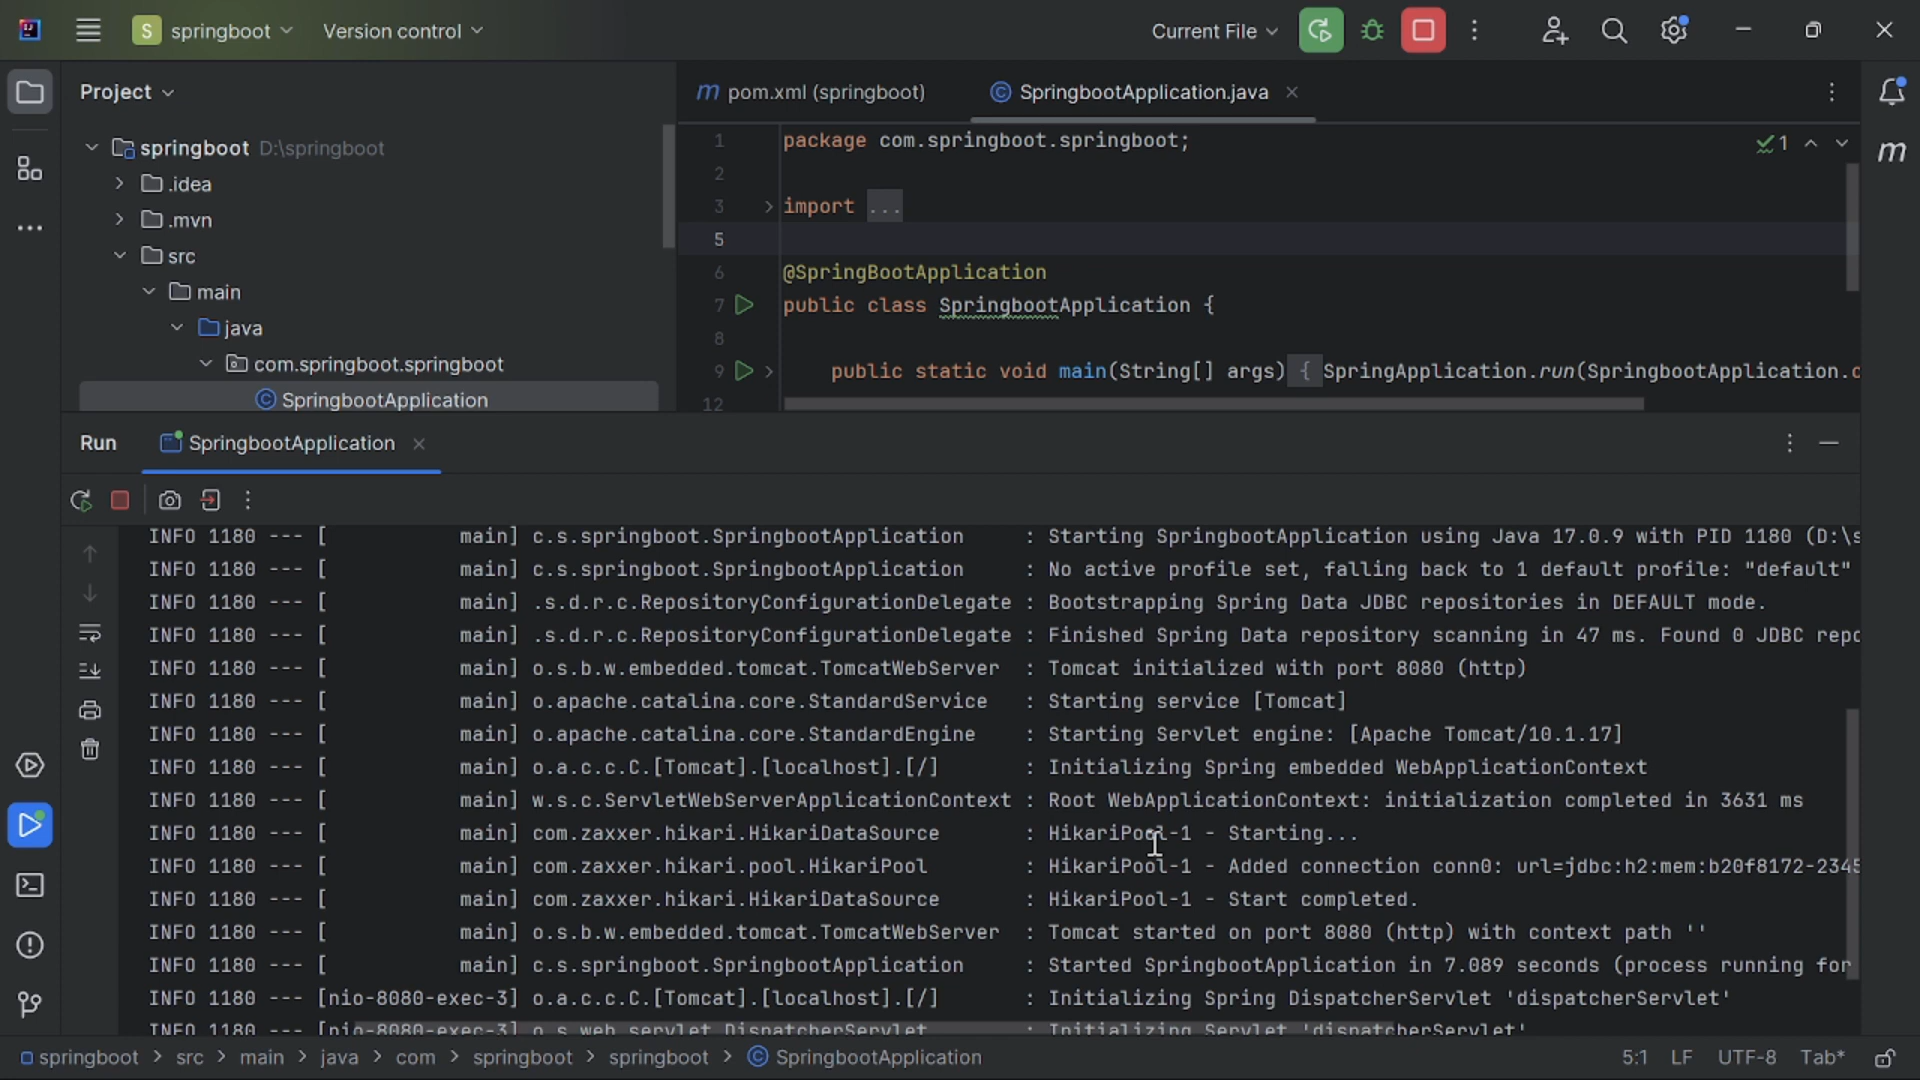 S springboot Version control Current File
Project
pom.xml (springboot) SpringbootApplication.java
springboot D:\springboot
.idea
.mvn
src
main
java
com.springboot.springboot
SpringbootApplication
1 package com.springboot.springboot;
2
3 import ...
5
6 @SpringBootApplication
7 public class SpringbootApplication {
8
9 public static void main(String[] args) { SpringApplication.run(SpringbootApplication.c
12
1
Run SpringbootApplication
INFO 1180 --- [           main] c.s.springboot.SpringbootApplication     : Starting SpringbootApplication using Java 17.0.9 with PID 1180 (D:\s
INFO 1180 --- [           main] c.s.springboot.SpringbootApplication     : No active profile set, falling back to 1 default profile: "default"
INFO 1180 --- [           main] .s.d.r.c.RepositoryConfigurationDelegate : Bootstrapping Spring Data JDBC repositories in DEFAULT mode.
INFO 1180 --- [           main] .s.d.r.c.RepositoryConfigurationDelegate : Finished Spring Data repository scanning in 47 ms. Found 0 JDBC repo
INFO 1180 --- [           main] o.s.b.w.embedded.tomcat.TomcatWebServer  : Tomcat initialized with port 8080 (http)
INFO 1180 --- [           main] o.apache.catalina.core.StandardService   : Starting service [Tomcat]
INFO 1180 --- [           main] o.apache.catalina.core.StandardEngine    : Starting Servlet engine: [Apache Tomcat/10.1.17]
INFO 1180 --- [           main] o.a.c.c.C.[Tomcat].[localhost].[/]       : Initializing Spring embedded WebApplicationContext
INFO 1180 --- [           main] w.s.c.ServletWebServerApplicationContext : Root WebApplicationContext: initialization completed in 3631 ms
INFO 1180 --- [           main] com.zaxxer.hikari.HikariDataSource       : HikariPool-1 - Starting...
INFO 1180 --- [           main] com.zaxxer.hikari.pool.HikariPool        : HikariPool-1 - Added connection conn0: url=jdbc:h2:mem:b20f8172-2345
INFO 1180 --- [           main] com.zaxxer.hikari.HikariDataSource       : HikariPool-1 - Start completed.
INFO 1180 --- [           main] o.s.b.w.embedded.tomcat.TomcatWebServer  : Tomcat started on port 8080 (http) with context path ''
INFO 1180 --- [           main] c.s.springboot.SpringbootApplication     : Started SpringbootApplication in 7.089 seconds (process running for
INFO 1180 --- [nio-8080-exec-3] o.a.c.c.C.[Tomcat].[localhost].[/]       : Initializing Spring DispatcherServlet 'dispatcherServlet'
INFO 1180 --- [nio-8080-exec-3] o.s.web.servlet.DispatcherServlet        : Initializing Servlet 'dispatcherServlet'
springboot > src > main > java > com > springboot > springboot > SpringbootApplication 5:1 LF UTF-8 Tab*